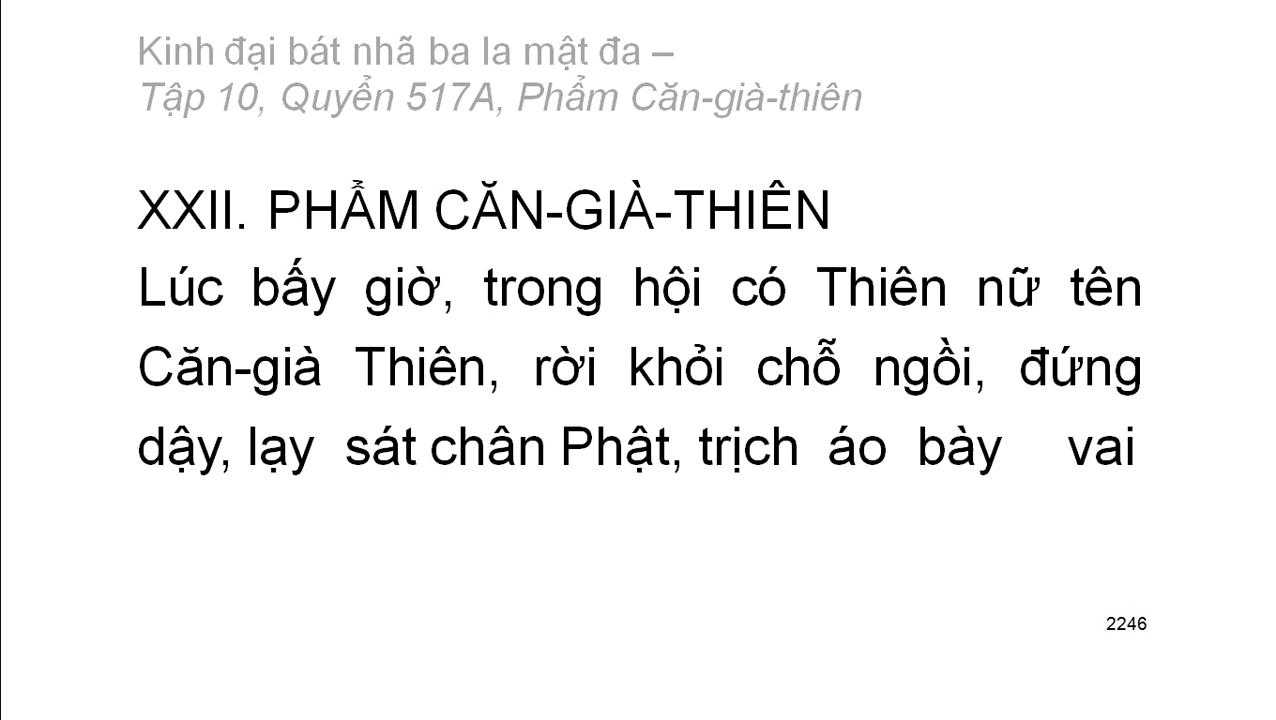 Kinh đại bát nhã ba la mật đa –
Tập 10, Quyển 517A, Phẩm Căn-già-thiên
XXII. PHẨM CĂN-GIÀ-THIÊN
Lúc bấy giờ, trong hội có Thiên nữ tên
Căn-già Thiên, rời khỏi chỗ ngồi, đứng
dậy, lạy sát chân Phật, trịch áo bày vai
2246